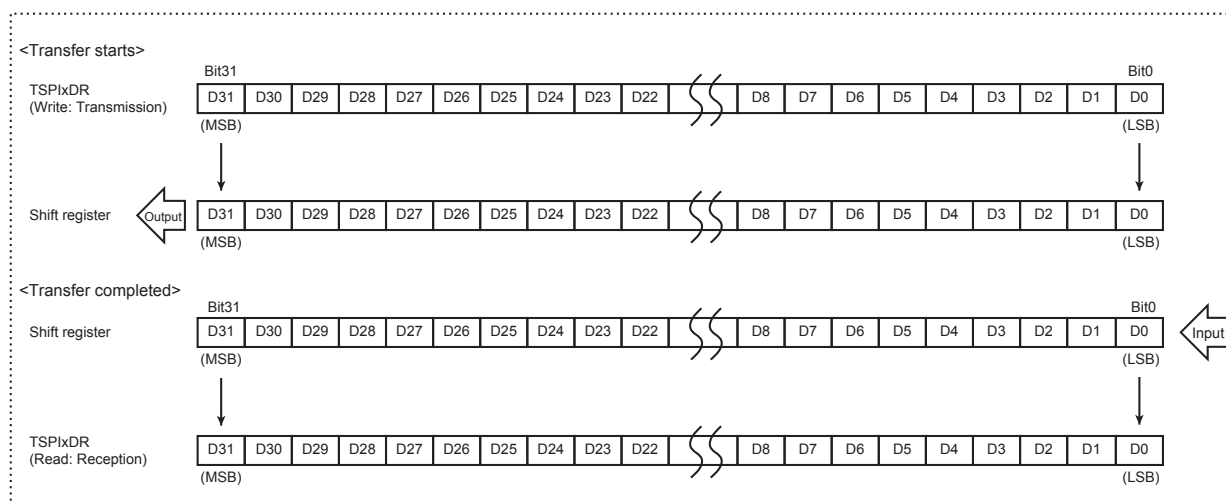 <Transfer starts>
Bit31 Bit0
TSPIxDR
(Write: Transmission)
D31 D30 D29 D28 D27 D26 D25 D24 D23 D22 D8 D7 D6 D5 D4 D3 D2 D1 D0
(MSB) (LSB)
Shift register
Output
D31 D30 D29 D28 D27 D26 D25 D24 D23 D22 D8 D7 D6 D5 D4 D3 D2 D1 D0
(MSB) (LSB)
<Transfer completed>
Bit31 Bit0
Shift register
D31 D30 D29 D28 D27 D26 D25 D24 D23 D22 D8 D7 D6 D5 D4 D3 D2 D1 D0
Input
(MSB) (LSB)
TSPIxDR
(Read: Reception)
D31 D30 D29 D28 D27 D26 D25 D24 D23 D22 D8 D7 D6 D5 D4 D3 D2 D1 D0
(MSB) (LSB)